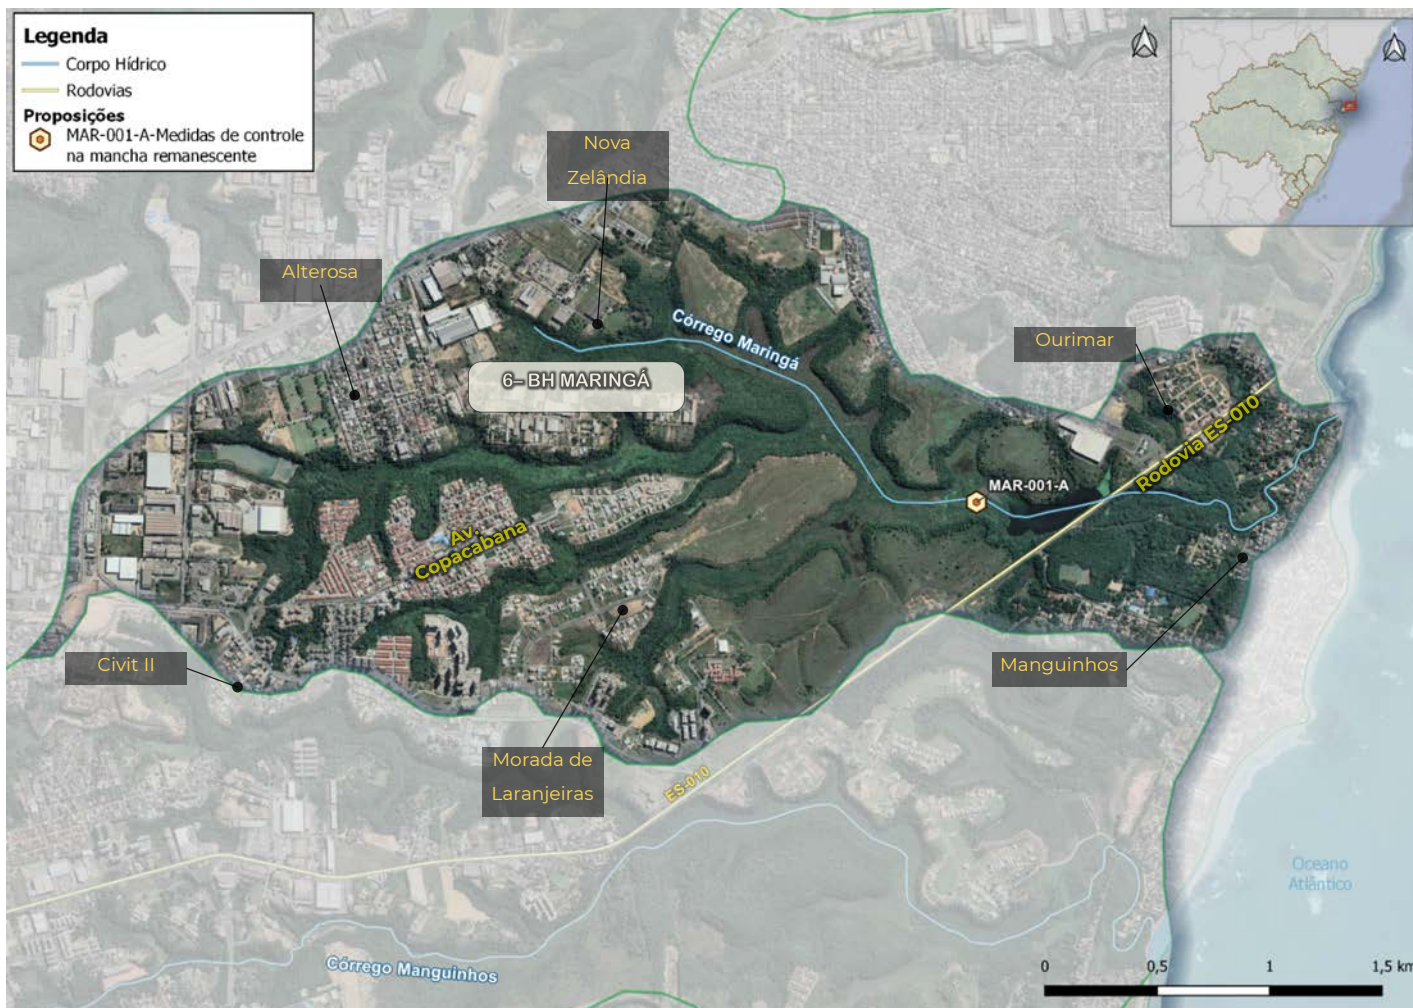 Legenda
Corpo Hídrico
Rodovias
Proposições
MAR-001-A-Medidas de controle
na mancha remanescente
Nova
Zelândia
Alterosa
Córrego Maringá
Ourimar
6– BH MARINGÁ
Rodovia ES-010
MAR-001-A
Av.
Copacabana
Civit II
Manguinhos
Morada de
Laranjeiras
ES-010
Oceano
Atlântico
Córrego Manguinhos
0 0,5 1 1,5 km